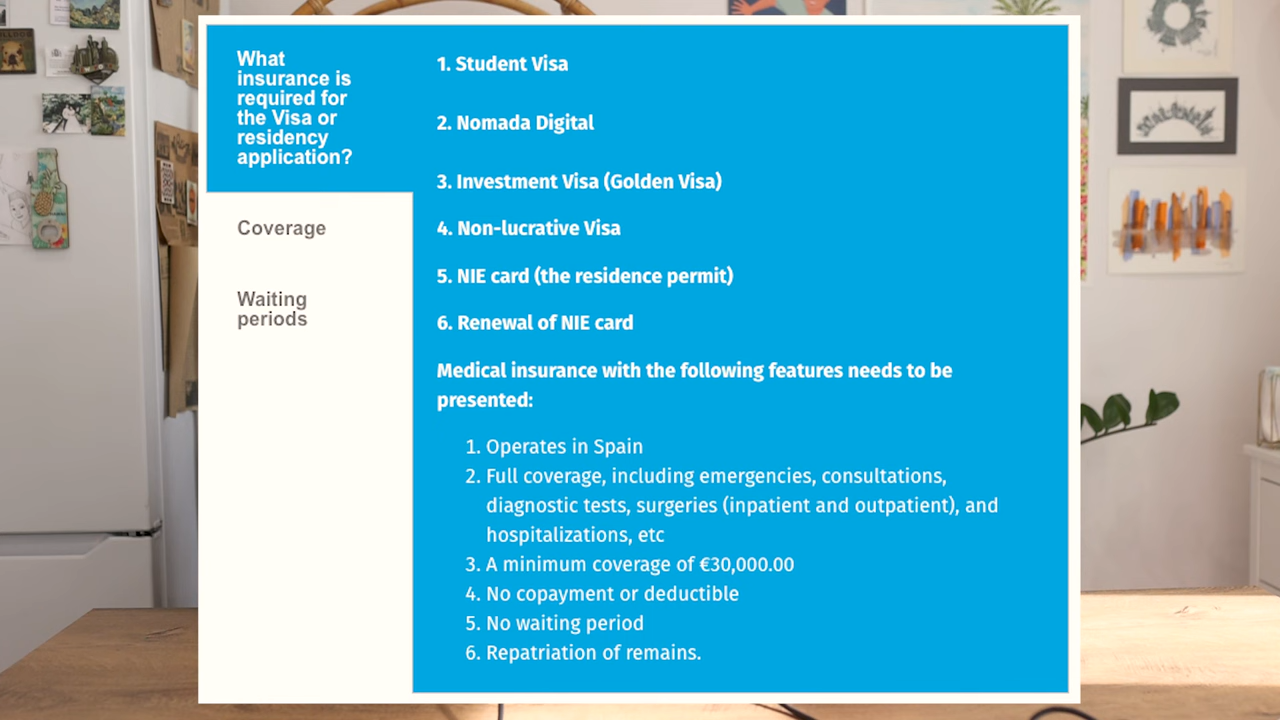 What
insurance is
required for
the Visa or
residency
application?
Coverage
Waiting
periods
1. Student Visa
2. Nomada Digital
3. Investment Visa (Golden Visa)
4. Non-lucrative Visa
5. NIE card (the residence permit)
6. Renewal of NIE card
Medical insurance with the following features needs to be
presented:
1. Operates in Spain
2. Full coverage, including emergencies, consultations,
diagnostic tests, surgeries (inpatient and outpatient), and
hospitalizations, etc
3. A minimum coverage of €30,000.00
4. No copayment or deductible
5. No waiting period
6. Repatriation of remains.